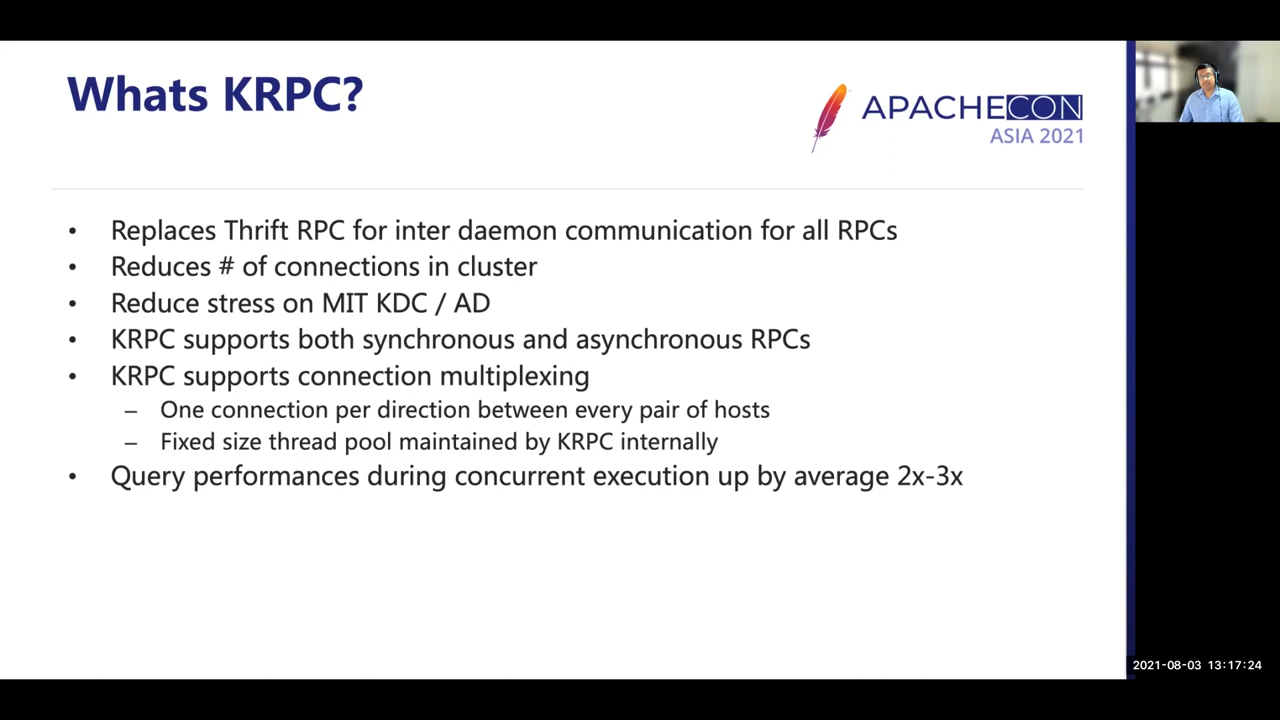 Whats KRPC?
APACHECON
ASIA 2021
• Replaces Thrift RPC for inter daemon communication for all RPCs
• Reduces # of connections in cluster
• Reduce stress on MIT KDC / AD
• KRPC supports both synchronous and asynchronous RPCs
• KRPC supports connection multiplexing
– One connection per direction between every pair of hosts
– Fixed size thread pool maintained by KRPC internally
• Query performances during concurrent execution up by average 2x-3x
2021-08-03 13:17:24